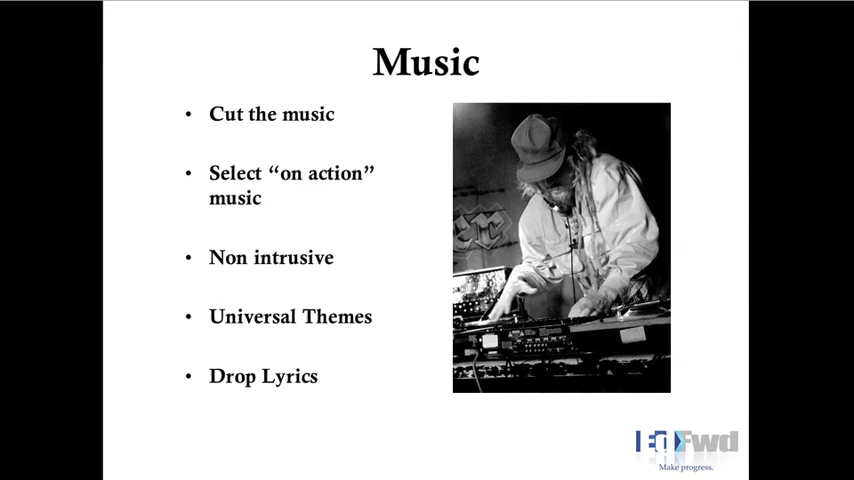 Music
• Cut the music
• Select “on action”
music
• Non intrusive
• Universal Themes
• Drop Lyrics
EdFwd
Make progress.